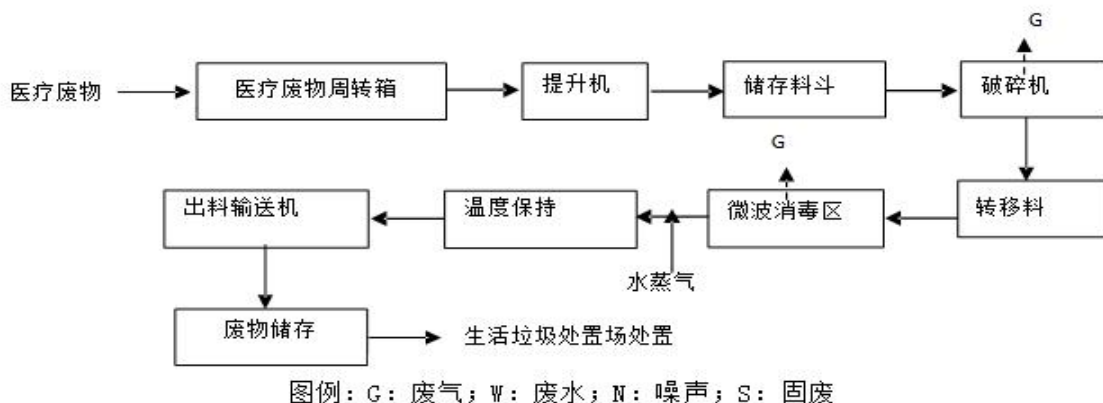 G
医疗废物
医疗废物周转箱
提升机
储存料斗
破碎机
G
出料输送机
温度保持
微波消毒区
转移料
水蒸气
废物储存
生活垃圾处置场处置
图例：G：废气；W：废水；N：噪声；S：固废